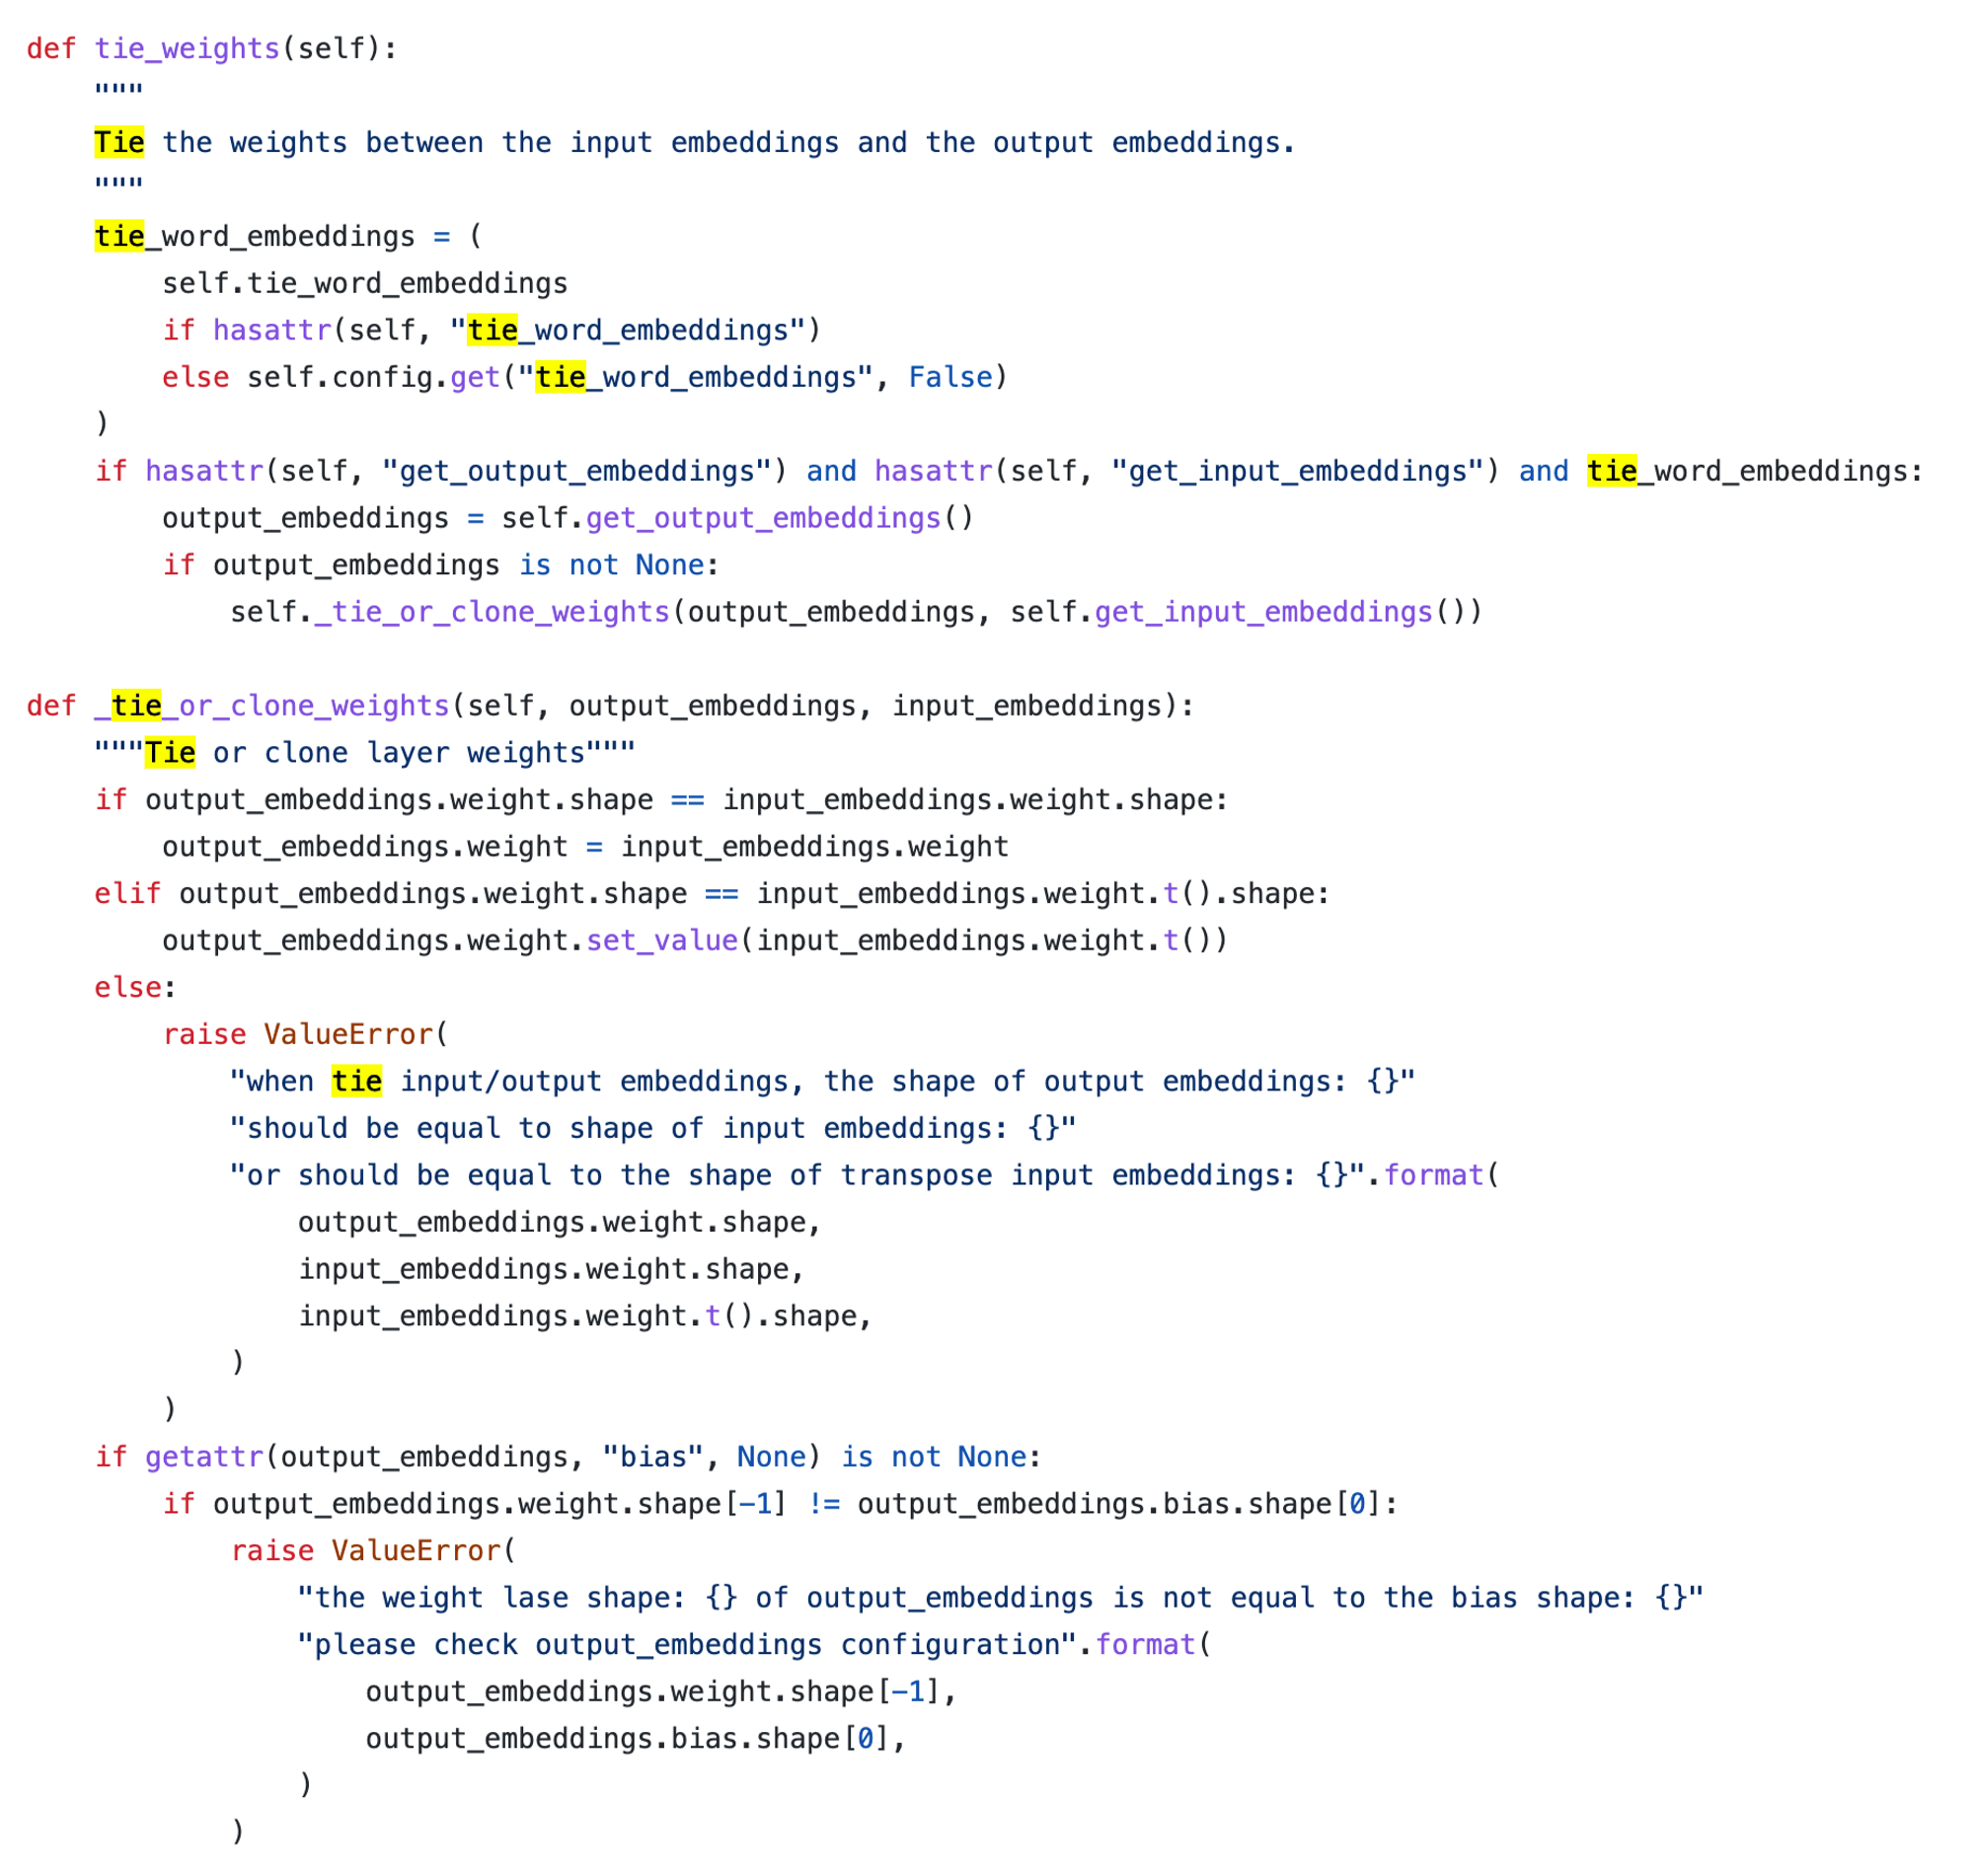 def tie_weights(self):
    """
    Tie the weights between the input embeddings and the output embeddings.
    """
    tie_word_embeddings = (
        self.tie_word_embeddings
        if hasattr(self, "tie_word_embeddings")
        else self.config.get("tie_word_embeddings", False)
    )
    if hasattr(self, "get_output_embeddings") and hasattr(self, "get_input_embeddings") and tie_word_embeddings:
        output_embeddings = self.get_output_embeddings()
        if output_embeddings is not None:
            self._tie_or_clone_weights(output_embeddings, self.get_input_embeddings())

def _tie_or_clone_weights(self, output_embeddings, input_embeddings):
    """Tie or clone layer weights"""
    if output_embeddings.weight.shape == input_embeddings.weight.shape:
        output_embeddings.weight = input_embeddings.weight
    elif output_embeddings.weight.shape == input_embeddings.weight.t().shape:
        output_embeddings.weight.set_value(input_embeddings.weight.t())
    else:
        raise ValueError(
            "when tie input/output embeddings, the shape of output embeddings: {}"
            "should be equal to shape of input embeddings: {}"
            "or should be equal to the shape of transpose input embeddings: {}".format(
                output_embeddings.weight.shape,
                input_embeddings.weight.shape,
                input_embeddings.weight.t().shape,
            )
        )
    if getattr(output_embeddings, "bias", None) is not None:
        if output_embeddings.weight.shape[-1] != output_embeddings.bias.shape[0]:
            raise ValueError(
                "the weight lase shape: {} of output_embeddings is not equal to the bias shape: {}"
                "please check output_embeddings configuration".format(
                    output_embeddings.weight.shape[-1],
                    output_embeddings.bias.shape[0],
                )
            )